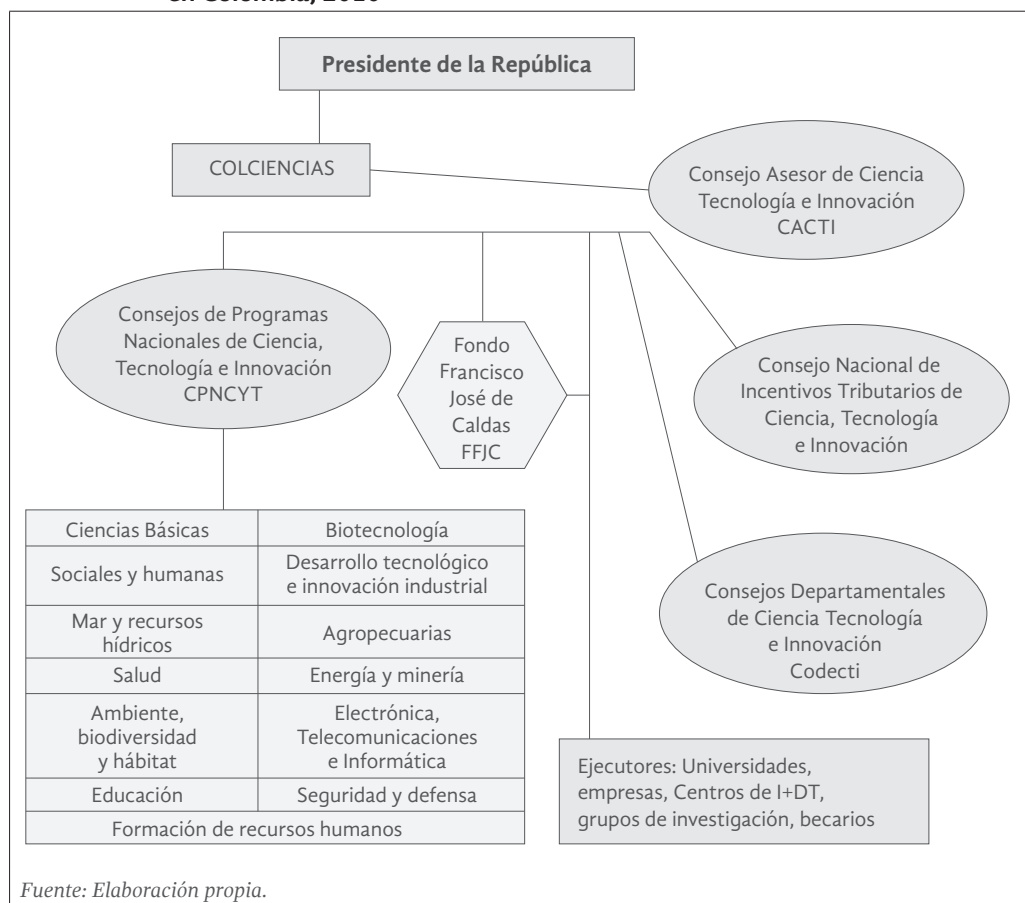 Presidente de la República
COLCIENCIAS
Consejo Asesor de Ciencia
Tecnología e Innovación
CACTI
Consejos de Programas
Nacionales de Ciencia,
Tecnología e Innovación
CPNCYT
Fondo
Francisco
José de
Caldas
FFJC
Consejo Nacional de
Incentivos Tributarios de
Ciencia, Tecnología
e Innovación
Consejos Departamentales
de Ciencia Tecnología
e Innovación
Codecti
Ciencias Básicas
Biotecnología
Sociales y humanas
Desarrollo tecnológico
e innovación industrial
Mar y recursos
hídricos
Agropecuarias
Salud
Energía y minería
Ambiente,
biodiversidad
y hábitat
Electrónica,
Telecomunicaciones
e Informática
Educación
Seguridad y defensa
Formación de recursos humanos
Ejecutores: Universidades,
empresas, Centros de I+DT,
grupos de investigación, becarios
Fuente: Elaboración propia.